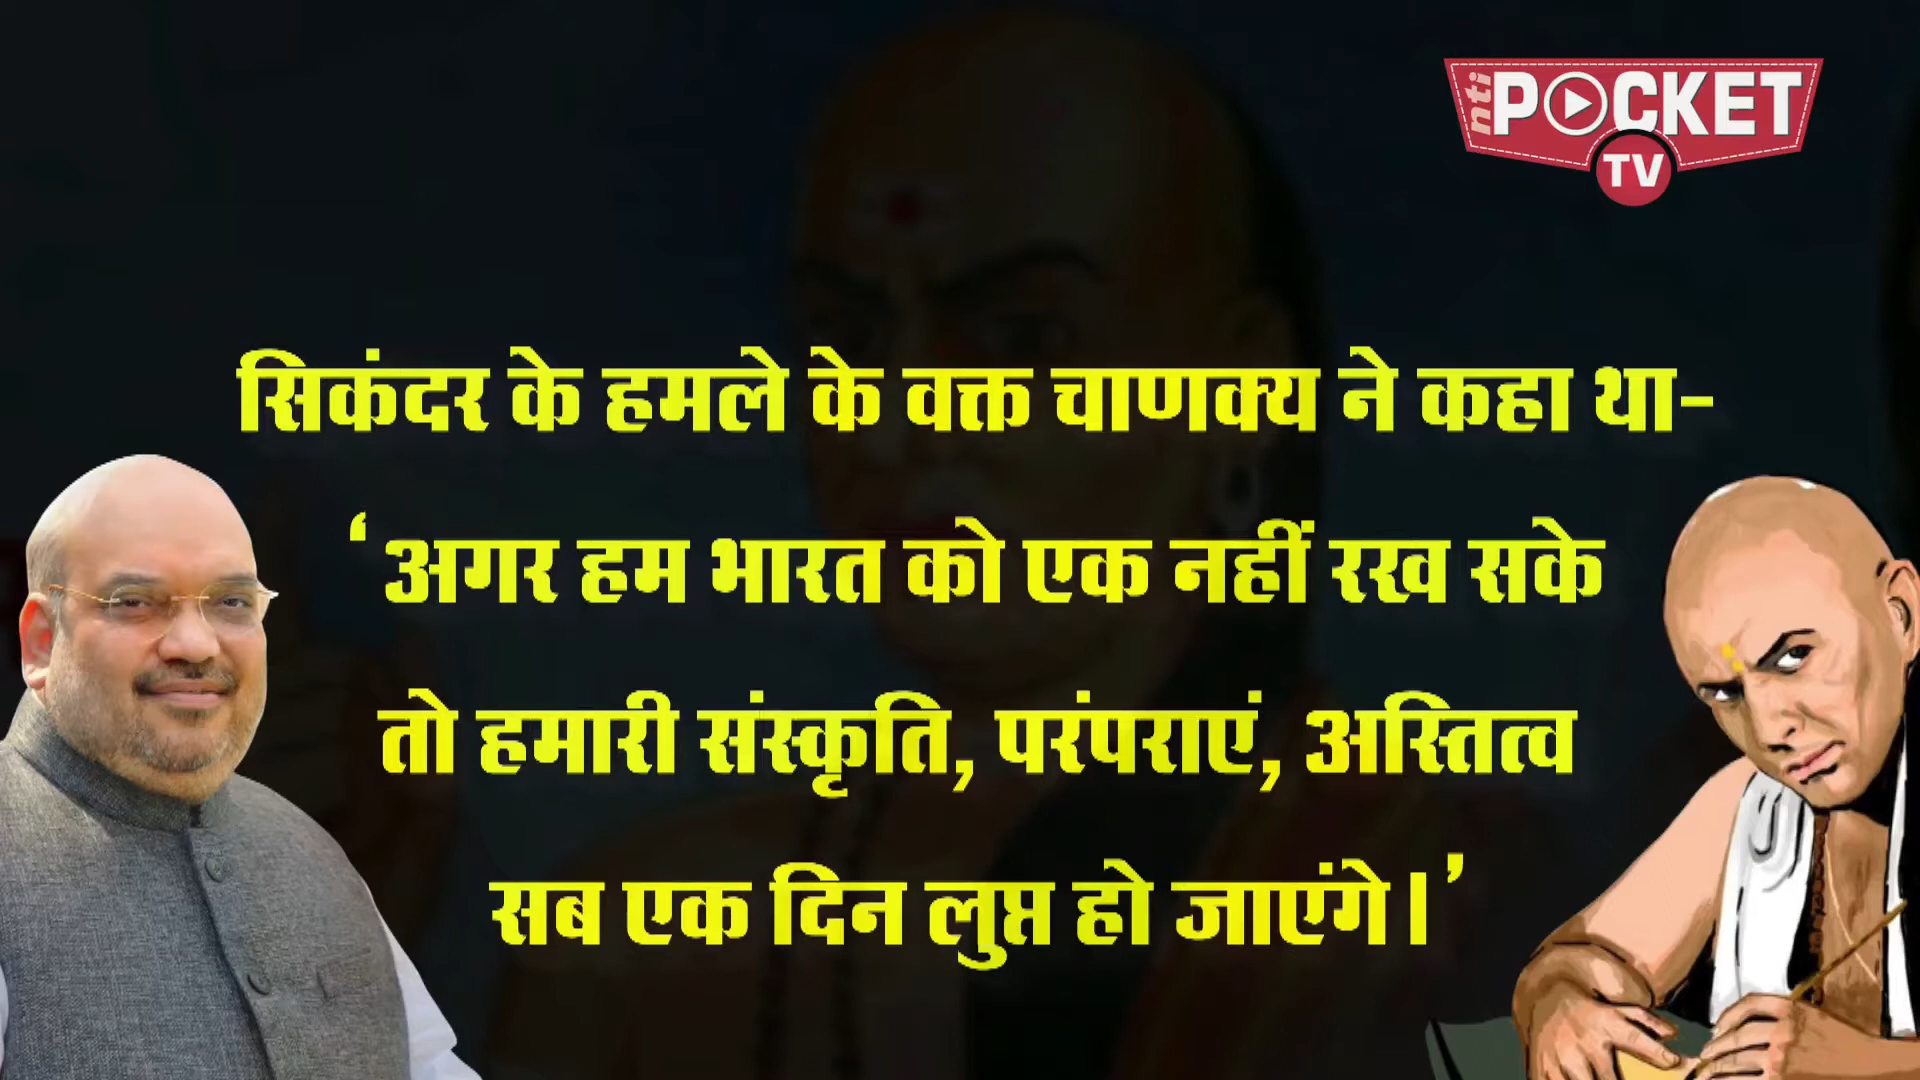 nti POCKET
TV
सिकंदर के हमले के वक्त चाणक्य ने कहा था-
‘अगर हम भारत को एक नहीं रख सके
तो हमारी संस्कृति, परंपराएं, अस्तित्व
सब एक दिन लुप्त हो जाएंगे।’